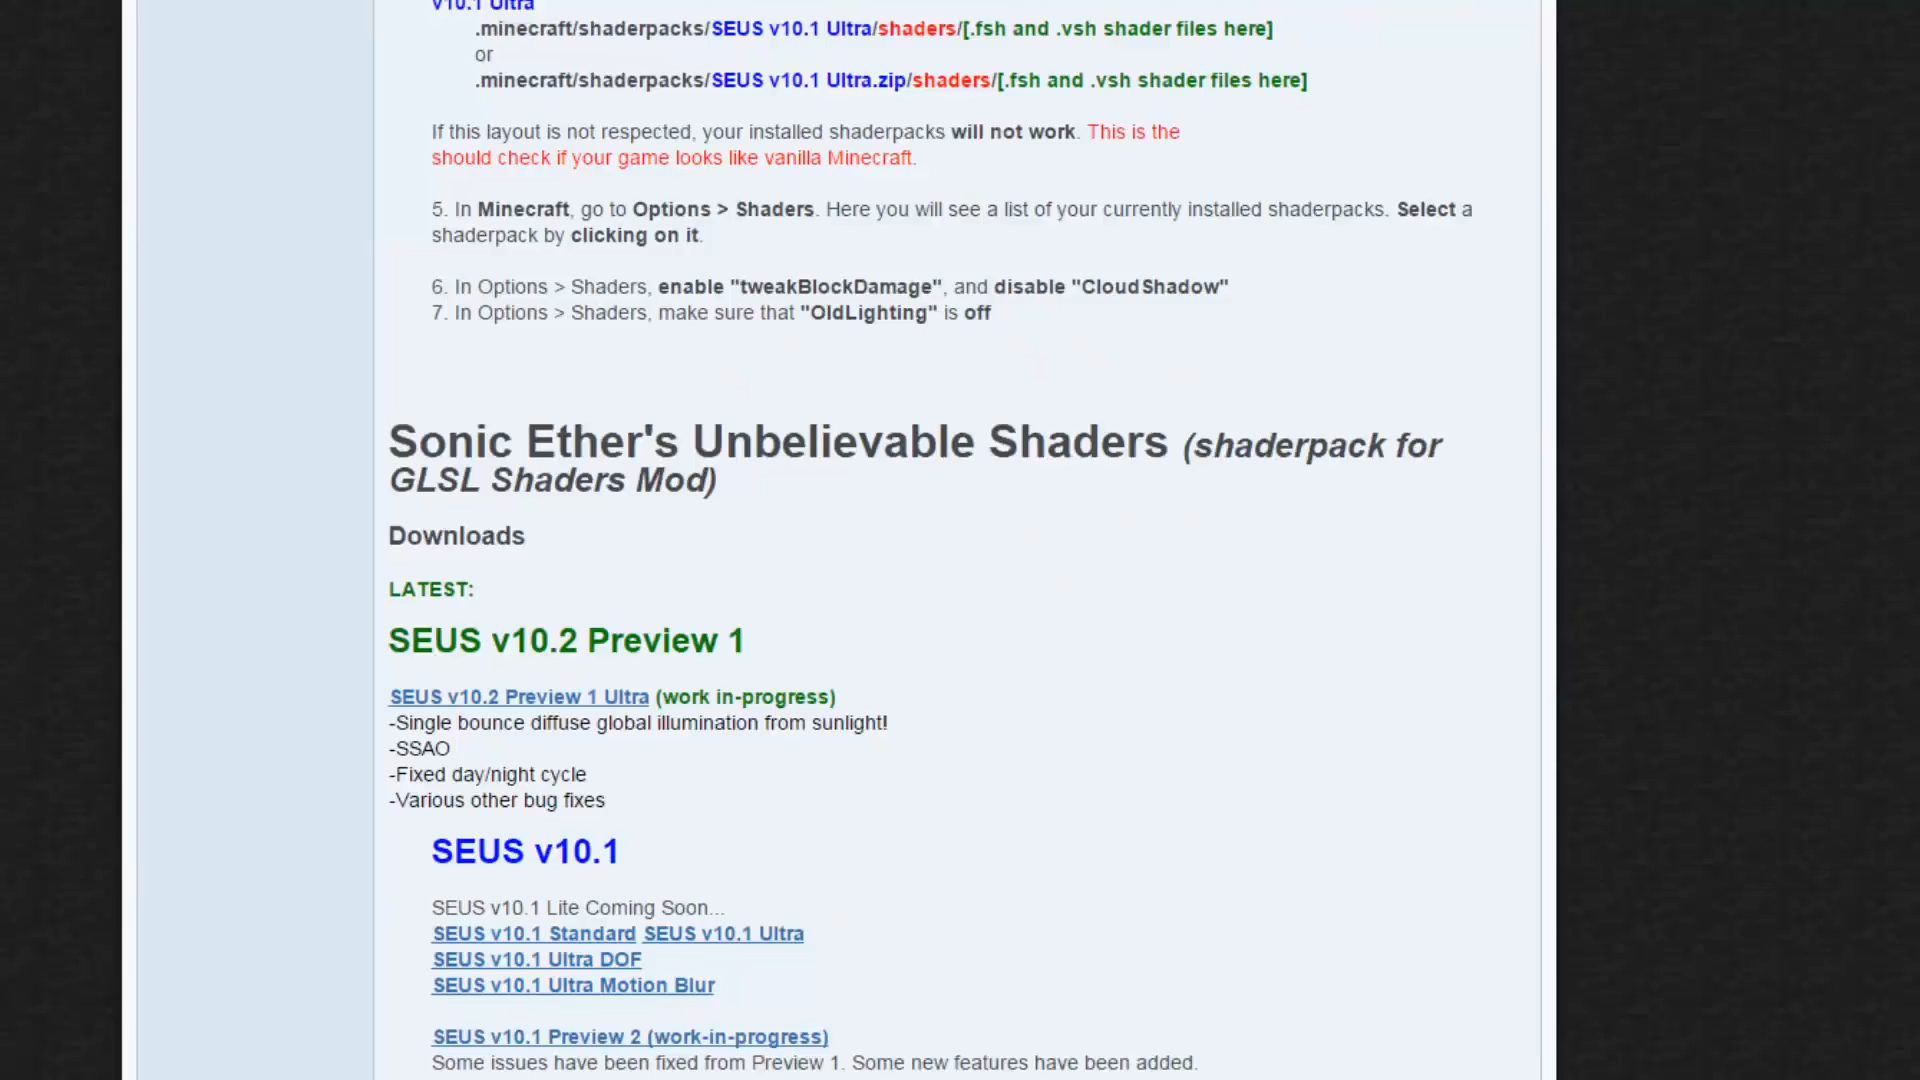 v10.1 Ultra
.minecraft/shaderpacks/SEUS v10.1 Ultra/shaders/[.fsh and .vsh shader files here]
or
.minecraft/shaderpacks/SEUS v10.1 Ultra.zip/shaders/[.fsh and .vsh shader files here]
If this layout is not respected, your installed shaderpacks will not work. This is the
should check if your game looks like vanilla Minecraft.
5. In Minecraft, go to Options > Shaders. Here you will see a list of your currently installed shaderpacks. Select a
shaderpack by clicking on it.
6. In Options > Shaders, enable "tweakBlockDamage", and disable "CloudShadow"
7. In Options > Shaders, make sure that "OldLighting" is off
Sonic Ether's Unbelievable Shaders (shaderpack for
GLSL Shaders Mod)
Downloads
LATEST:
SEUS v10.2 Preview 1
SEUS v10.2 Preview 1 Ultra (work in-progress)
-Single bounce diffuse global illumination from sunlight!
-SSAO
-Fixed day/night cycle
-Various other bug fixes
SEUS v10.1
SEUS v10.1 Lite Coming Soon...
SEUS v10.1 Standard SEUS v10.1 Ultra
SEUS v10.1 Ultra DOF
SEUS v10.1 Ultra Motion Blur
SEUS v10.1 Preview 2 (work-in-progress)
Some issues have been fixed from Preview 1. Some new features have been added.